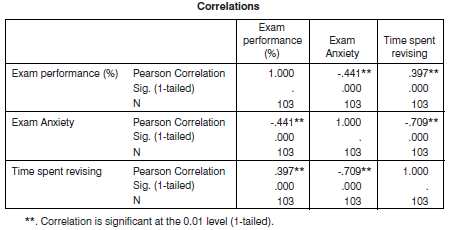 Correlations
Exam
performance
(%)
Exam
Anxiety
Time spent
revising
Exam performance (%) Pearson Correlation 1.000 -.441** .397**
Sig. (1-tailed) . .000 .000
N 103 103 103
Exam Anxiety Pearson Correlation -.441** 1.000 -.709**
Sig. (1-tailed) .000 . .000
N 103 103 103
Time spent revising Pearson Correlation .397** -.709** 1.000
Sig. (1-tailed) .000 .000 .
N 103 103 103
**. Correlation is significant at the 0.01 level (1-tailed).